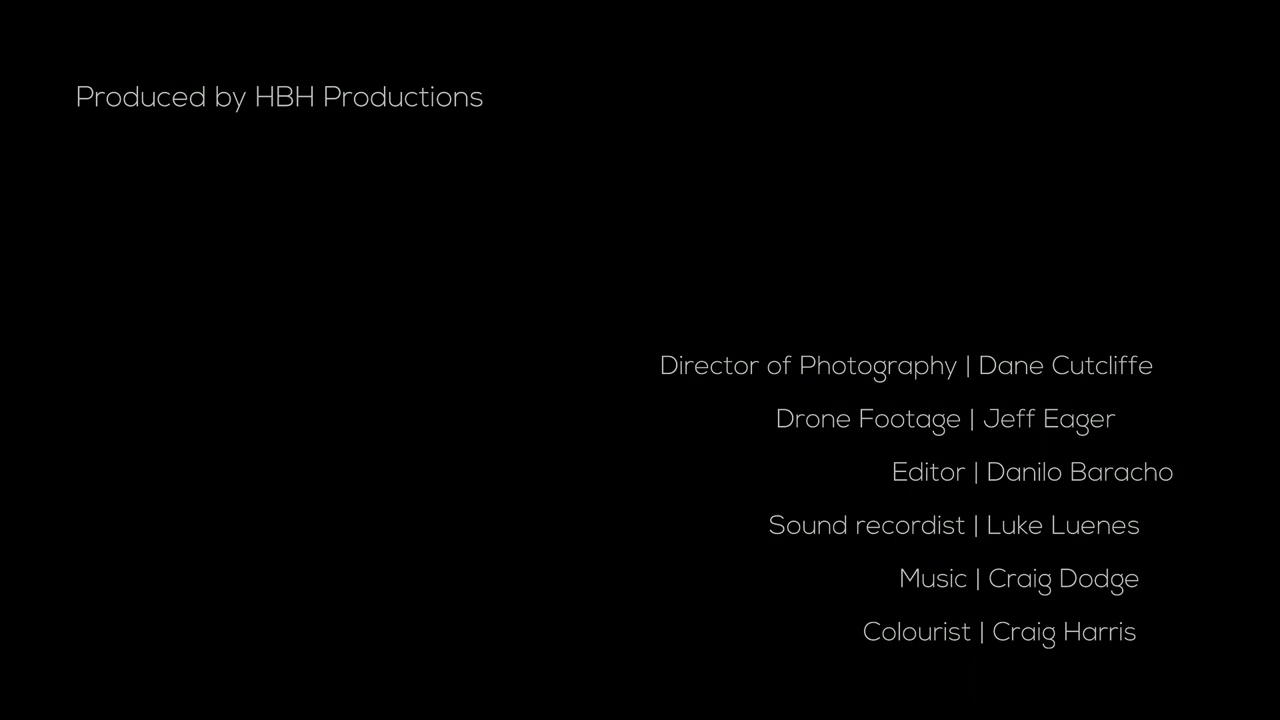 Produced by HBH Productions
Director of Photography | Dane Cutcliffe
Drone Footage | Jeff Eager
Editor | Danilo Baracho
Sound recordist | Luke Luenes
Music | Craig Dodge
Colourist | Craig Harris